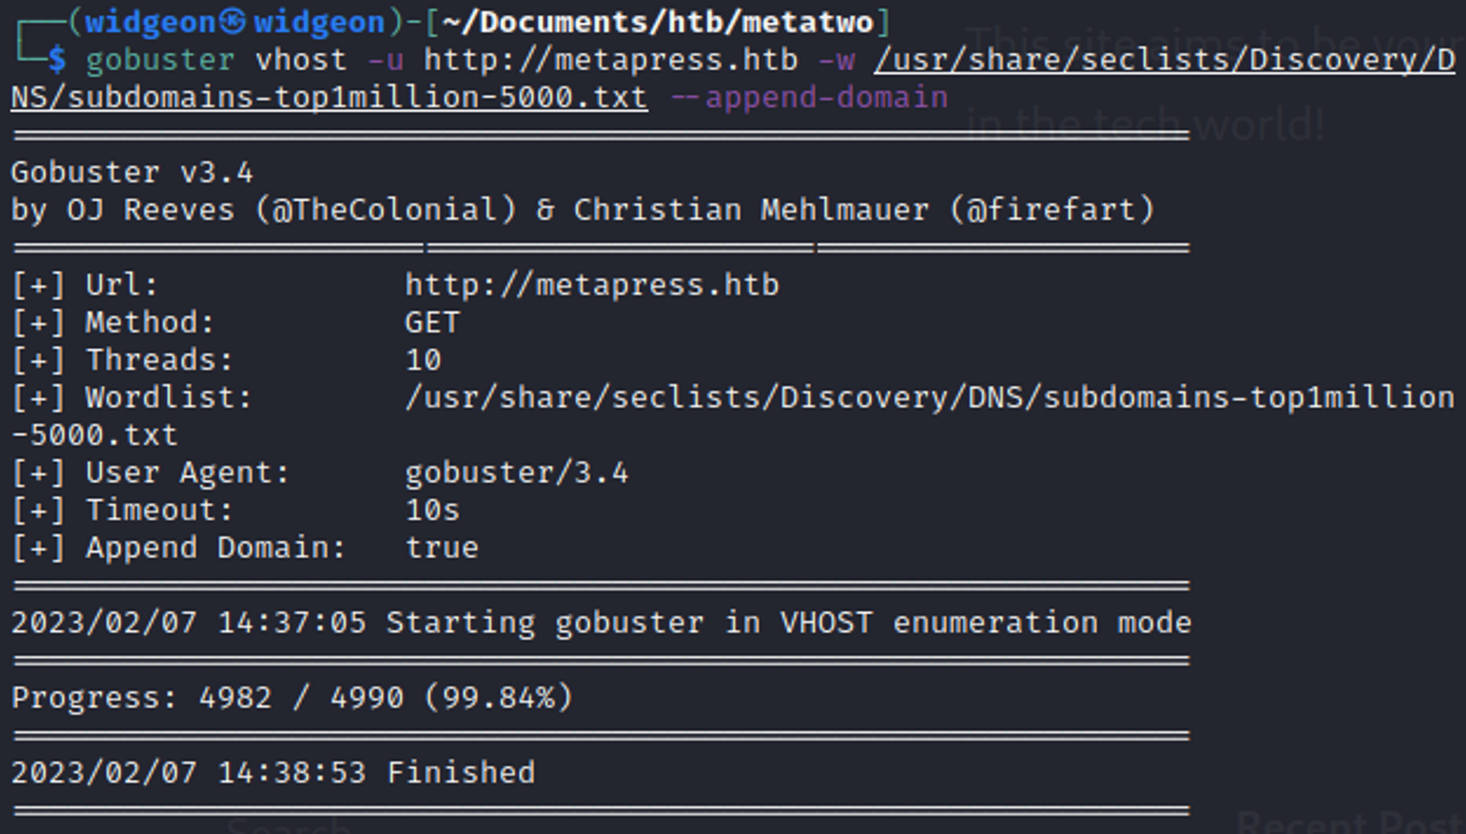 (widgeon㉿widgeon)-[~/Documents/htb/metatwo]
$ gobuster vhost -u http://metapress.htb -w /usr/share/seclists/Discovery/D
NS/subdomains-top1million-5000.txt --append-domain
This site aims to be your
in the tech world!
Gobuster v3.4
by OJ Reeves (@TheColonial) & Christian Mehlmauer (@firefart)
[+] Url: http://metapress.htb
[+] Method: GET
[+] Threads: 10
[+] Wordlist: /usr/share/seclists/Discovery/DNS/subdomains-top1million
-5000.txt
[+] User Agent: gobuster/3.4
[+] Timeout: 10s
[+] Append Domain: true
2023/02/07 14:37:05 Starting gobuster in VHOST enumeration mode
Progress: 4982 / 4990 (99.84%)
2023/02/07 14:38:53 Finished
Search
Recent Post